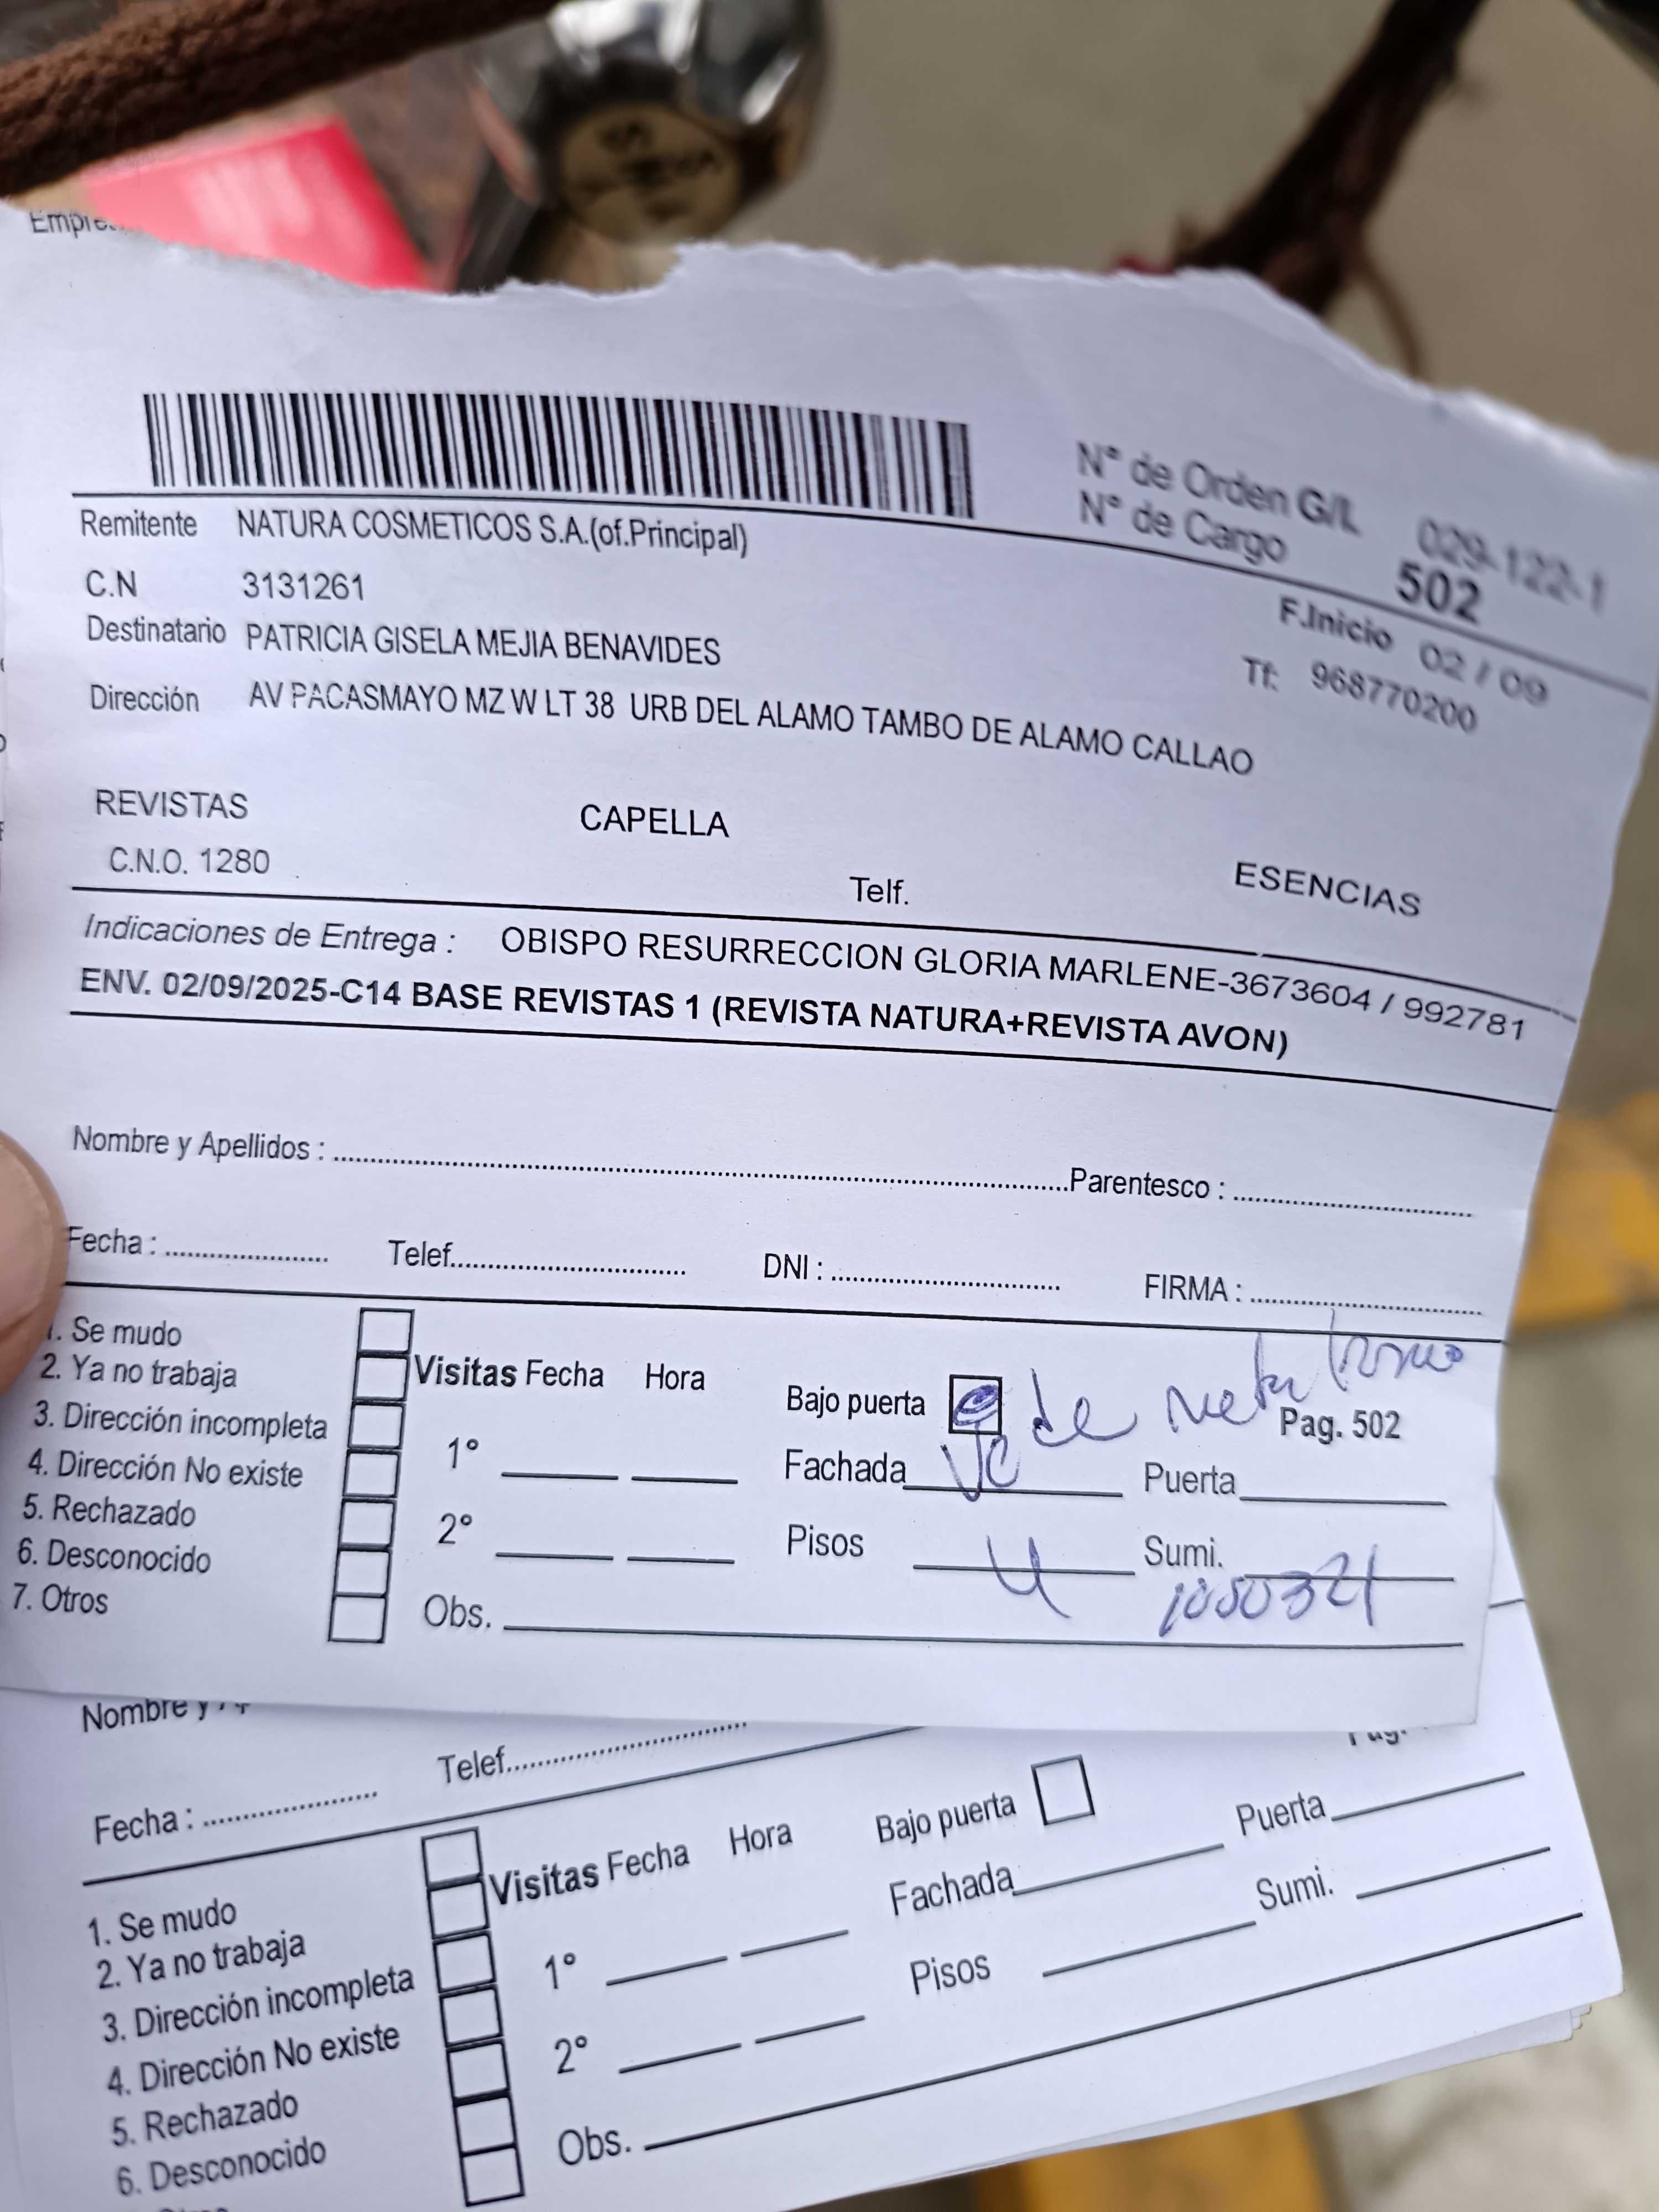 N° de Orden G/L 029-122-1
N° de Cargo 502
Remitente NATURA COSMETICOS S.A.(of.Principal)
F.Inicio 02 / 09
C.N 3131261
Tf: 968770200
Destinatario PATRICIA GISELA MEJIA BENAVIDES
Dirección AV PACASMAYO MZ W LT 38 URB DEL ALAMO TAMBO DE ALAMO CALLAO
REVISTAS CAPELLA ESENCIAS
C.N.O. 1280 Telf.
Indicaciones de Entrega : OBISPO RESURRECCION GLORIA MARLENE-3673604 / 992781
ENV. 02/09/2025-C14 BASE REVISTAS 1 (REVISTA NATURA+REVISTA AVON)
Nombre y Apellidos : Parentesco :
Fecha : Telef. DNI : FIRMA :
1. Se mudo
2. Ya no trabaja
3. Dirección incompleta
4. Dirección No existe
5. Rechazado
6. Desconocido
7. Otros
Visitas Fecha Hora
1°
2°
Obs.
Bajo puerta de
Pag. 502
Fachada Puerta
Pisos 4 Sumi.
Nombre y
Fecha : Telef.
1. Se mudo
2. Ya no trabaja
3. Dirección incompleta
4. Dirección No existe
5. Rechazado
6. Desconocido
Visitas Fecha Hora
1°
2°
Obs.
Bajo puerta
Fachada Puerta
Pisos Sumi.